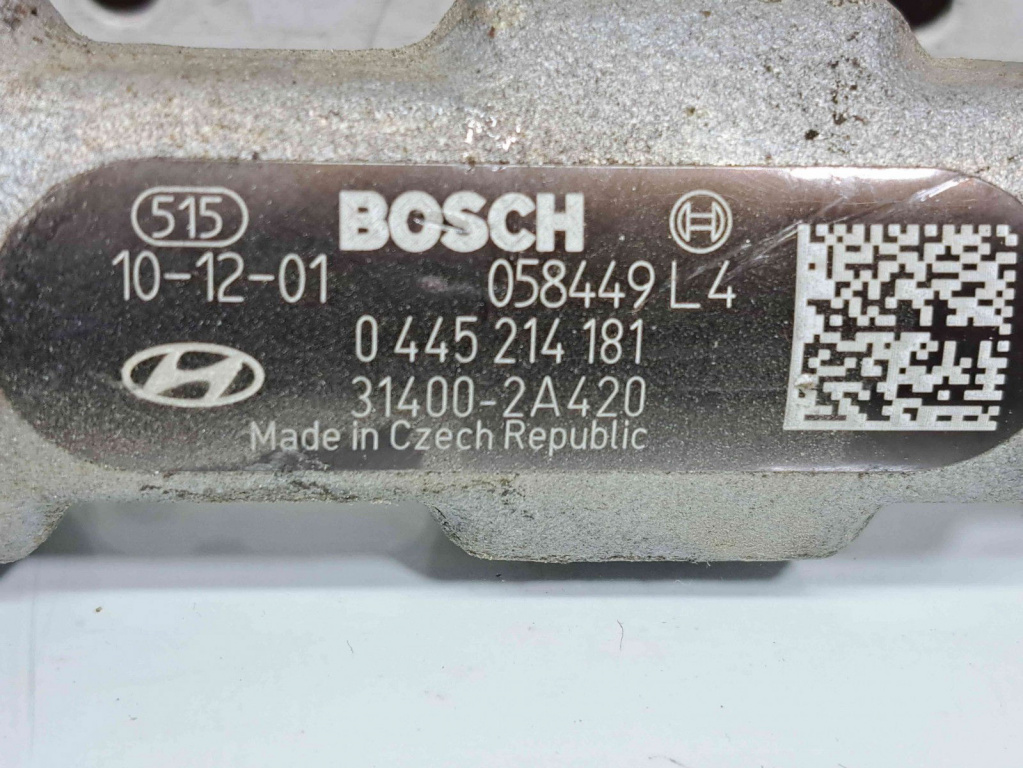 515 BOSCH
10-12-01 058449 L4
0 445 214 181
31400-2A420
Made in Czech Republic